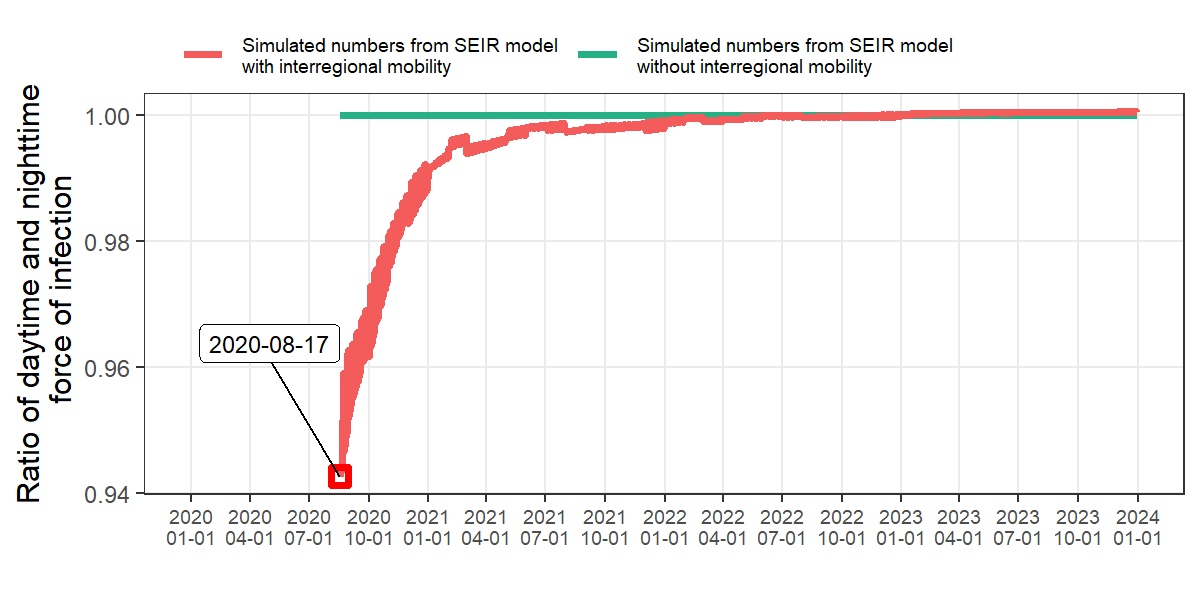 Simulated numbers from SEIR model
with interregional mobility
Simulated numbers from SEIR model
without interregional mobility
Ratio of daytime and nighttime
force of infection
1.00
0.98
0.96
0.94
2020-08-17
2020 2020 2020 2020 2021 2021 2021 2021 2022 2022 2022 2022 2023 2023 2023 2023 2024
01-01 04-01 07-01 10-01 01-01 04-01 07-01 10-01 01-01 04-01 07-01 10-01 01-01 04-01 07-01 10-01 01-01